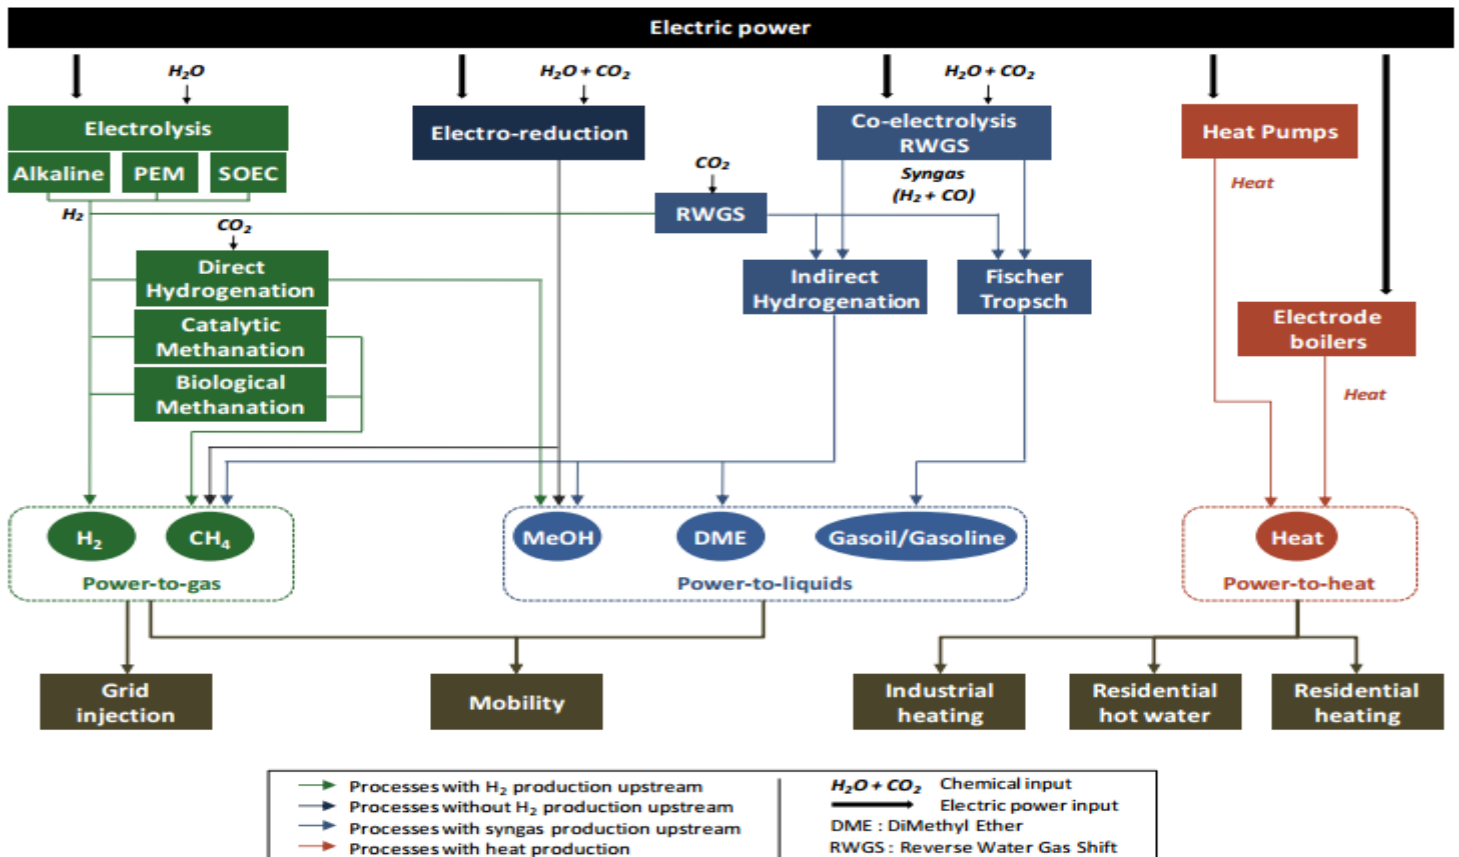 Electric power
H₂O
H₂O + CO₂
H₂O + CO₂
Electrolysis
Alkaline
PEM
SOEC
Electro-reduction
Co-electrolysis
RWGS
Heat Pumps
H₂
CO₂
RWGS
Syngas
(H₂ + CO)
Heat
CO₂
Direct
Hydrogenation
Catalytic
Methanation
Biological
Methanation
Indirect
Hydrogenation
Fischer
Tropsch
Electrode
boilers
Heat
H₂
CH₄
Power-to-gas
MeOH
DME
Gasoil/Gasoline
Power-to-liquids
Heat
Power-to-heat
Grid
injection
Mobility
Industrial
heating
Residential
hot water
Residential
heating
Processes with H₂ production upstream
Processes without H₂ production upstream
Processes with syngas production upstream
Processes with heat production
H₂O + CO₂ Chemical input
Electric power input
DME : DiMethyl Ether
RWGS : Reverse Water Gas Shift